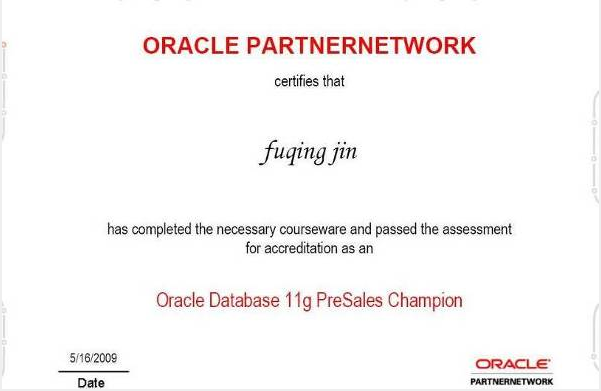 ORACLE PARTNERNETWORK
certifies that
fuqing jin
has completed the necessary courseware and passed the assessment
for accreditation as an
Oracle Database 11g PreSales Champion
5/16/2009
Date
ORACLE®
PARTNERNETWORK